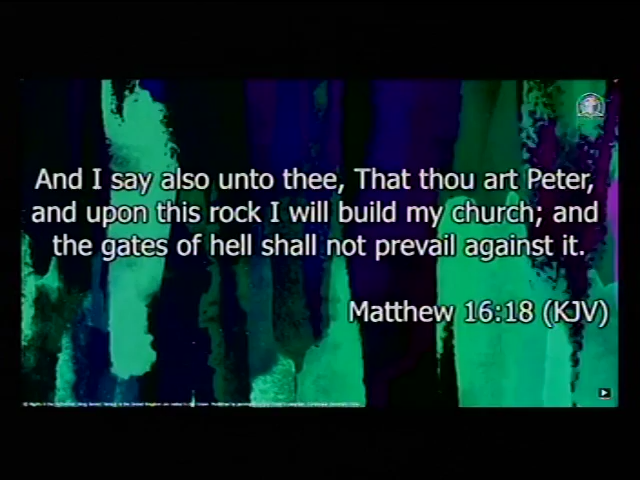 And I say also unto thee, That thou art Peter,
and upon this rock I will build my church; and
the gates of hell shall not prevail against it.
Matthew 16:18 (KJV)